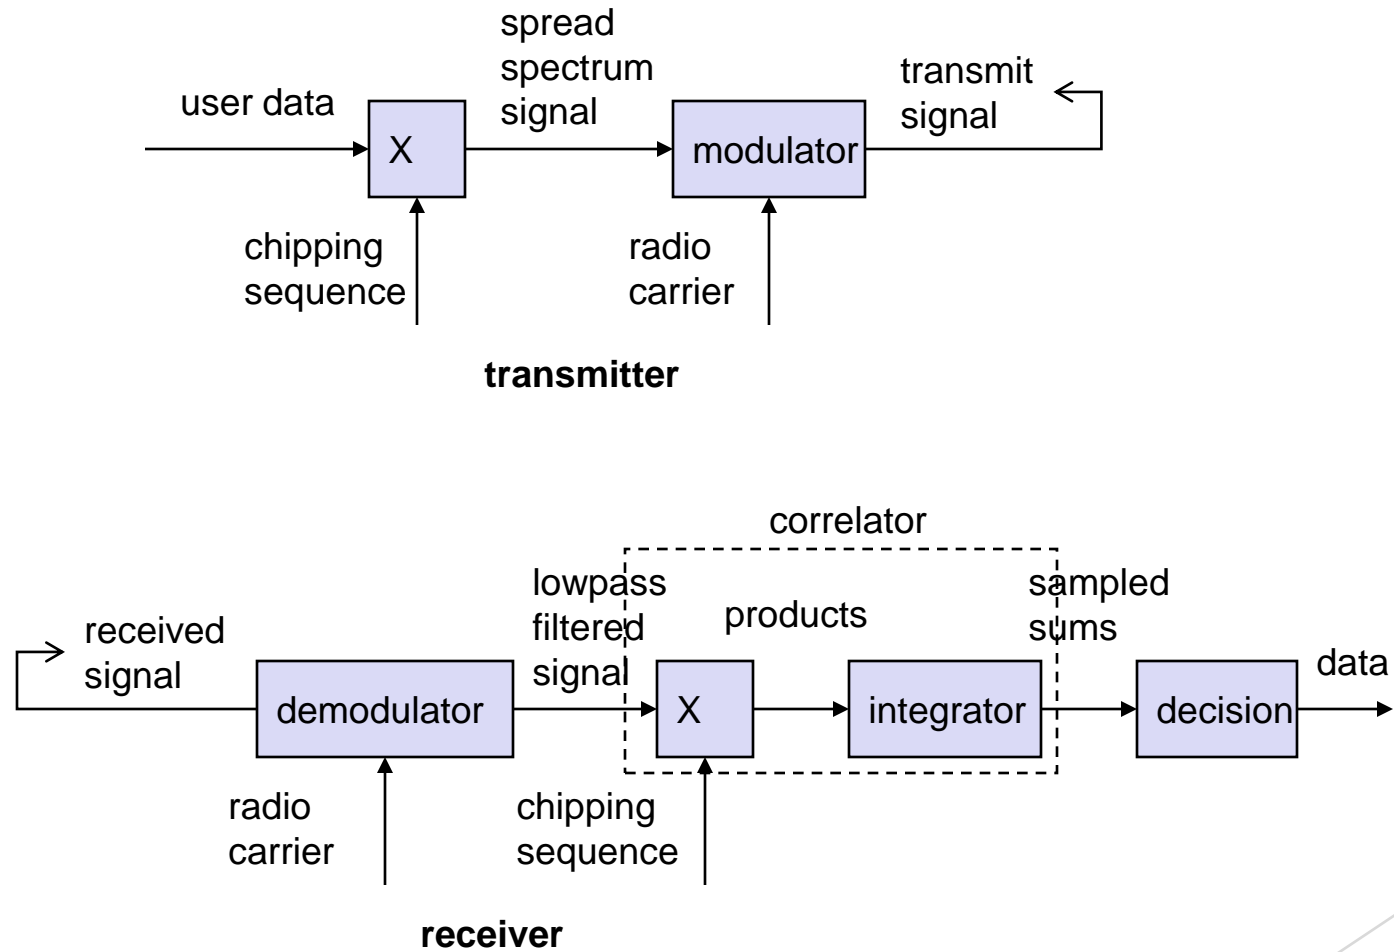 spread
spectrum
signal
user data
transmit
signal
X
modulator
chipping
sequence
radio
carrier
transmitter
correlator
lowpass
filtered
signal
products
sampled
sums
received
signal
data
demodulator
X
integrator
decision
radio
carrier
chipping
sequence
receiver